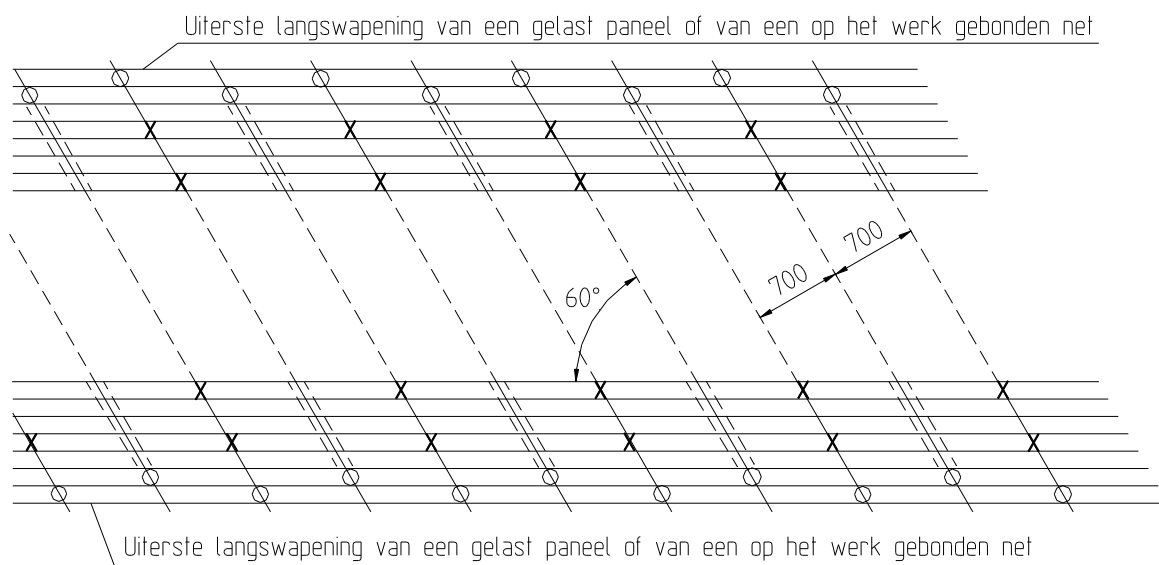 Uiterste langswapening van een gelast paneel of van een op het werk gebonden net
700
700
60°
Uiterste langswapening van een gelast paneel of van een op het werk gebonden net